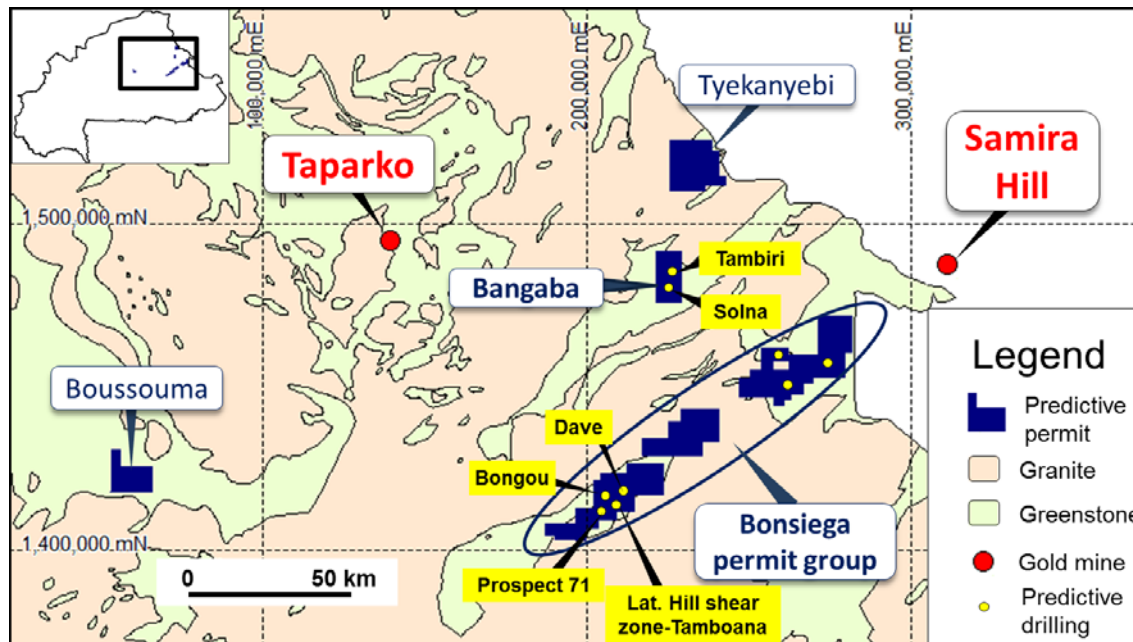 100,000 mE
200,000 mE
300,000 mE
Tyekanyebi
Taparko
Samira
Hill
1,500,000 mN
Tambiri
Bangaba
Solna
Boussouma
Dave
Bongou
Bonsiega
permit group
1,400,000 mN
0 50 km
Prospect 71
Lat. Hill shear
zone-Tamboana
Legend
Predictive
permit
Granite
Greenstone
Gold mine
Predictive
drilling